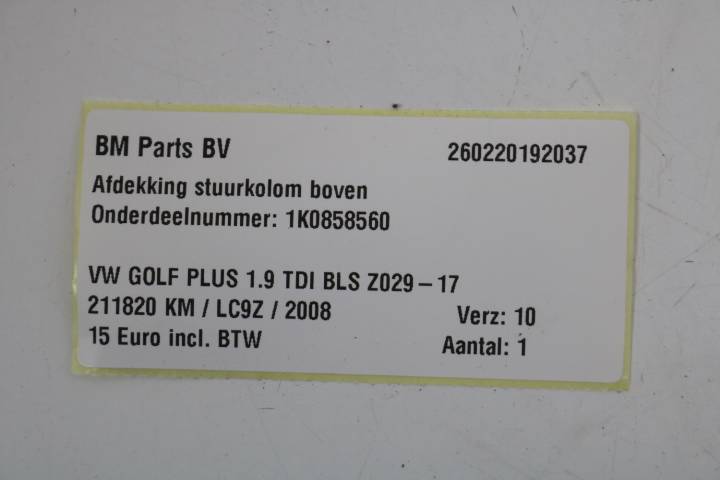 BM Parts BV 260220192037
Afdekking stuurkolom boven
Onderdeelnummer: 1K0858560
VW GOLF PLUS 1.9 TDI BLS Z029-17
211820 KM / LC9Z / 2008 Verz: 10
15 Euro incl. BTW Aantal: 1